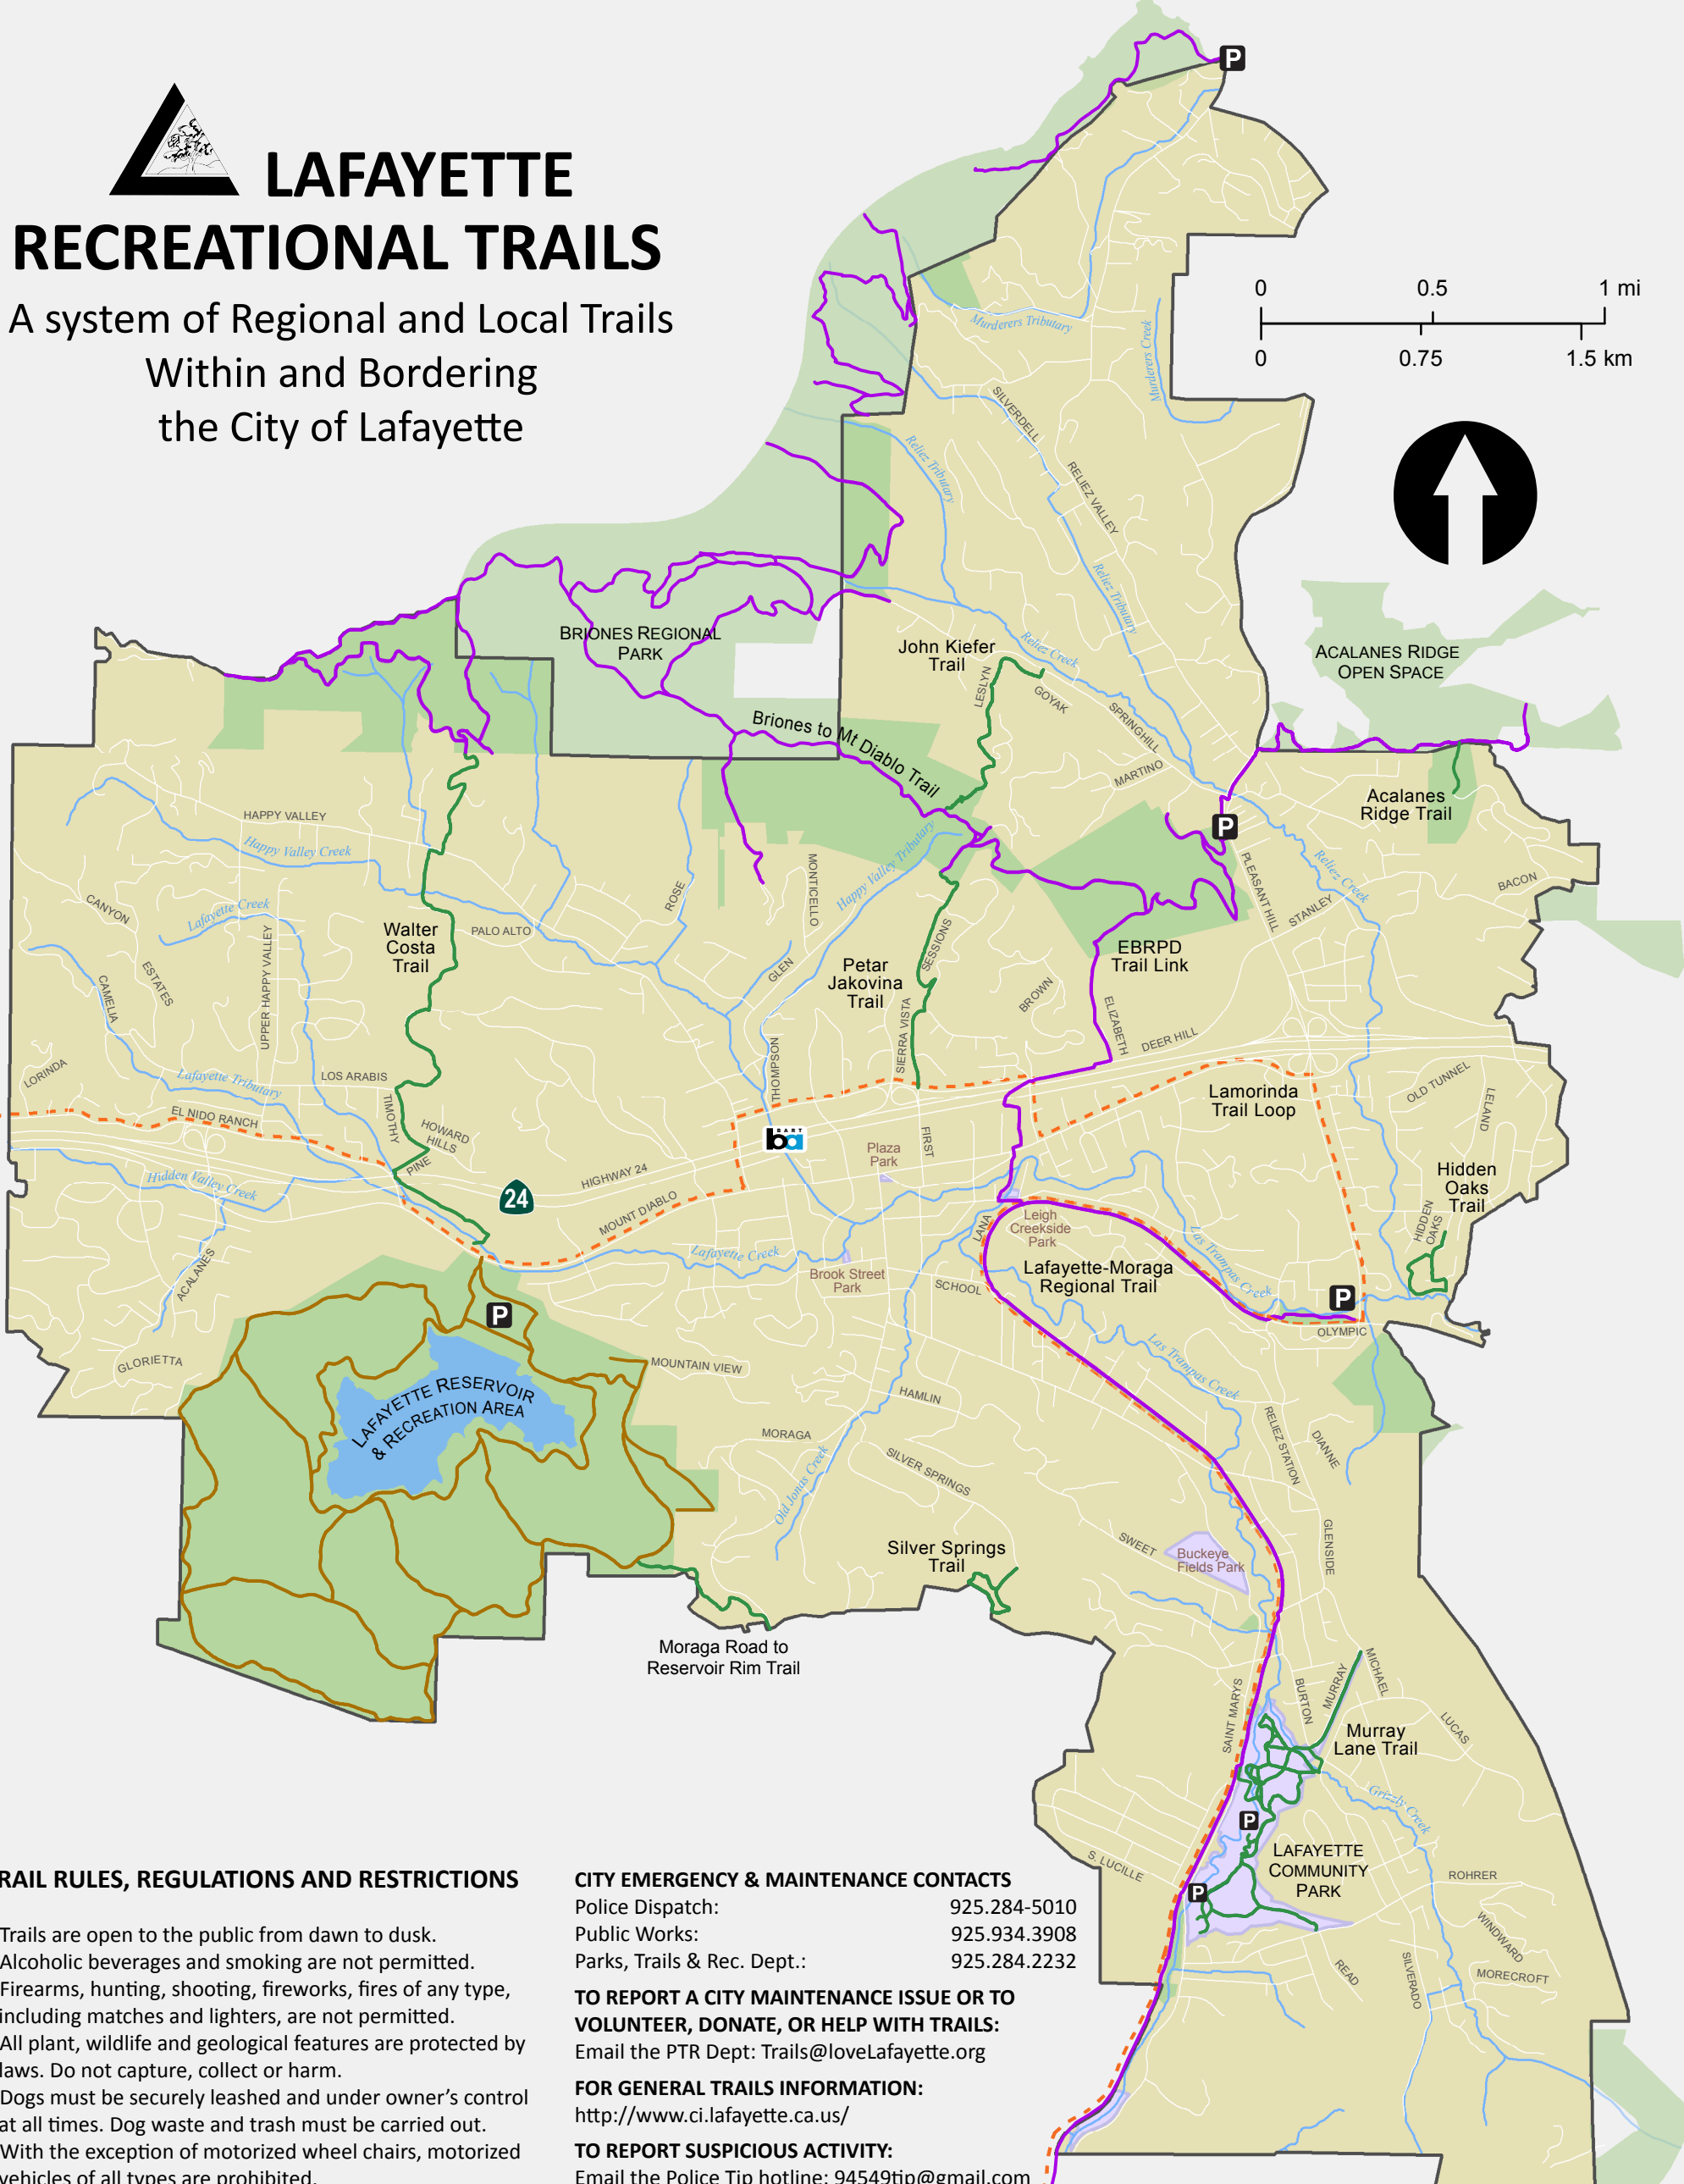 LAFAYETTE
RECREATIONAL TRAILS
A system of Regional and Local Trails
Within and Bordering
the City of Lafayette
P
0 0.5 1 mi
0 0.75 1.5 km
Murderers Tributary
Murderers Creek
SILVERDELL
Reliez Tributary
RELIEZ VALLEY
Reliez Tributary
BRIONES REGIONAL
PARK
John Kiefer
Trail
Reliez Creek
ACALANES RIDGE
OPEN SPACE
LESLYN
GOYAK
SPRINGHILL
Briones to Mt Diablo Trail
MARTINO
Acalanes
Ridge Trail
HAPPY VALLEY
Happy Valley Creek
P
Happy Valley Tributary
MONTICELLO
ROSE
PLEASANT HILL
Reliez Creek
STANLEY
BACON
CANYON
Lafayette Creek
Walter
Costa
Trail
PALO ALTO
SESSIONS
EBRPD
Trail Link
ESTATES
CAMELIA
UPPER HAPPY VALLEY
GLEN
Petar
Jakovina
Trail
BROWN
SIERRA VISTA
ELIZABETH
DEER HILL
LORINDA
Lafayette Tributary
LOS ARABIS
THOMPSON
Lamorinda
Trail Loop
OLD TUNNEL
LELAND
EL NIDO RANCH
TIMOTHY
HOWARD
HILLS
PINE
BART
ba
Plaza
Park
FIRST
Hidden Valley Creek
24
HIGHWAY 24
MOUNT DIABLO
Hidden
Oaks
Trail
HIDDEN
OAKS
LANA
Leigh
Creekside
Park
Las Trampas Creek
ACALANES
Lafayette Creek
Brook Street
Park
SCHOOL
Lafayette-Moraga
Regional Trail
P
P
OLYMPIC
GLORIETTA
MOUNTAIN VIEW
Las Trampas Creek
LAFAYETTE RESERVOIR
& RECREATION AREA
HAMLIN
MORAGA
Old Jonas Creek
SILVER SPRINGS
RELIEZ STATION
DIANNE
Silver Springs
Trail
SWEET
Buckeye
Fields Park
GLENSIDE
Moraga Road to
Reservoir Rim Trail
SAINT MARYS
BURTON
MURRAY
MICHAEL
Murray
Lane Trail
LUCAS
Grizzly Creek
P
LAFAYETTE
COMMUNITY
PARK
S. LUCILLE
P
ROHRER
WINDWARD
READ
SILVERADO
MORECROFT
RAIL RULES, REGULATIONS AND RESTRICTIONS
Trails are open to the public from dawn to dusk.
Alcoholic beverages and smoking are not permitted.
Firearms, hunting, shooting, fireworks, fires of any type,
including matches and lighters, are not permitted.
All plant, wildlife and geological features are protected by
laws. Do not capture, collect or harm.
Dogs must be securely leashed and under owner's control
at all times. Dog waste and trash must be carried out.
With the exception of motorized wheel chairs, motorized
vehicles of all types are prohibited.
CITY EMERGENCY & MAINTENANCE CONTACTS
Police Dispatch: 925.284-5010
Public Works: 925.934.3908
Parks, Trails & Rec. Dept.: 925.284.2232
TO REPORT A CITY MAINTENANCE ISSUE OR TO
VOLUNTEER, DONATE, OR HELP WITH TRAILS:
Email the PTR Dept: Trails@loveLafayette.org
FOR GENERAL TRAILS INFORMATION:
http://www.ci.lafayette.ca.us/
TO REPORT SUSPICIOUS ACTIVITY:
Email the Police Tip hotline: 94549tip@gmail.com